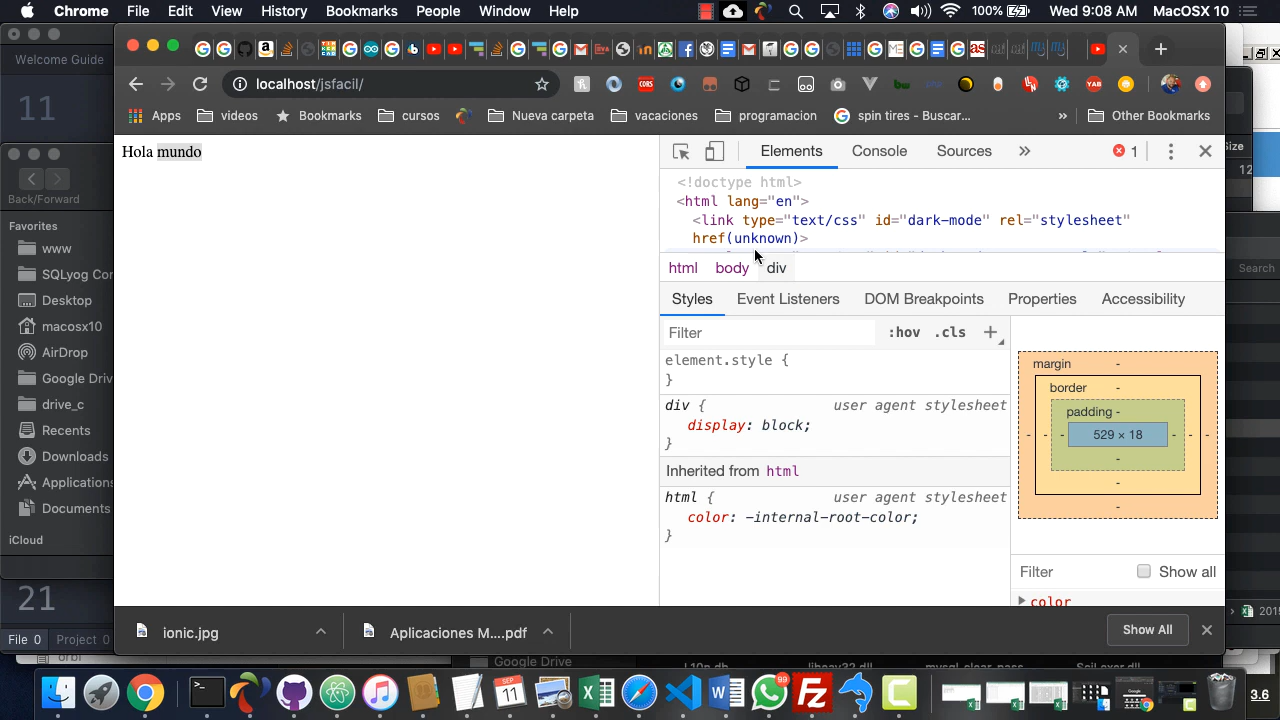 Chrome File Edit View History Bookmarks People Window Help 100% Wed 9:08 AM MacOSX 10
Welcome Guide
11
localhost/jsfacil/
Apps videos Bookmarks cursos Nueva carpeta vacaciones programacion spin tires - Buscar... » Other Bookmarks
Back/Forward
Favorites
www
SQLyog Cor
Desktop
macosx10
AirDrop
Google Driv
drive_c
Recents
Downloads
Applications
Documents
iCloud
21
File 0 Project 0
Hola mundo
Elements Console Sources » 1
<!doctype html>
<html lang="en">
<link type="text/css" id="dark-mode" rel="stylesheet"
href(unknown)>
html body div
Styles Event Listeners DOM Breakpoints Properties Accessibility
Filter :hov .cls +
element.style {
}
div { user agent stylesheet
display: block;
}
Inherited from html
html { user agent stylesheet
color: -internal-root-color;
}
margin -
border -
padding -
- - - 529 × 18 - - -
-
-
-
Filter Show all
color
ionic.jpg Aplicaciones M....pdf Show All
Size
12
Search
2015
Google Drive
SEP
11
99
3.6